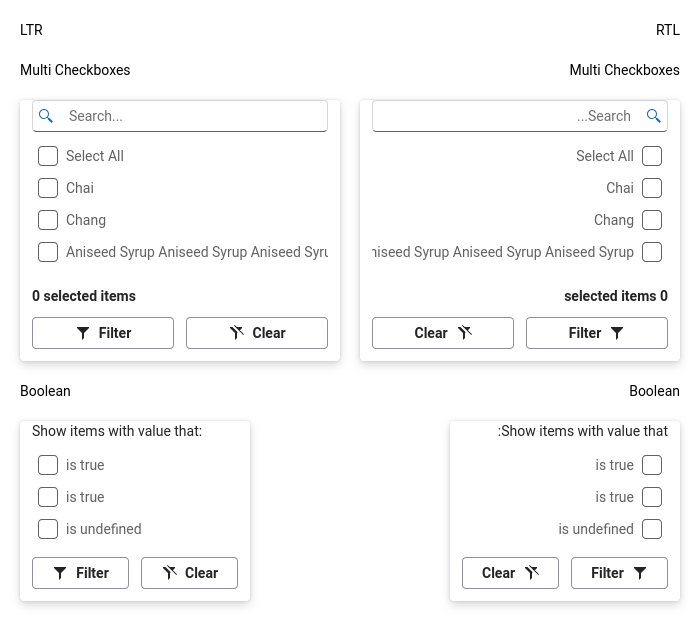 LTR
RTL
Multi Checkboxes
Multi Checkboxes
Search...
...Search
Select All
Select All
Chai
Chai
Chang
Chang
Aniseed Syrup Aniseed Syrup Aniseed Syru
niseed Syrup Aniseed Syrup Aniseed Syrup
0 selected items
selected items 0
Filter
Clear
Clear
Filter
Boolean
Boolean
Show items with value that:
:Show items with value that
is true
is true
is true
is true
is undefined
is undefined
Filter
Clear
Clear
Filter